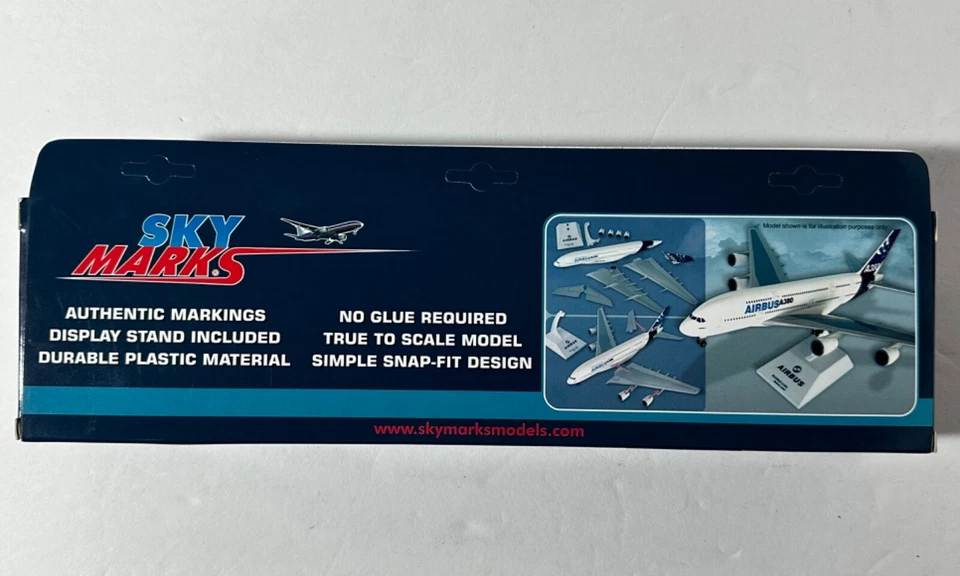 SKY
MARKS
AUTHENTIC MARKINGS
DISPLAY STAND INCLUDED
DURABLE PLASTIC MATERIAL
NO GLUE REQUIRED
TRUE TO SCALE MODEL
SIMPLE SNAP-FIT DESIGN
Model shown is for illustration purposes only
AIRBUS A380
A380
AIRBUS
www.skymarksmodels.com